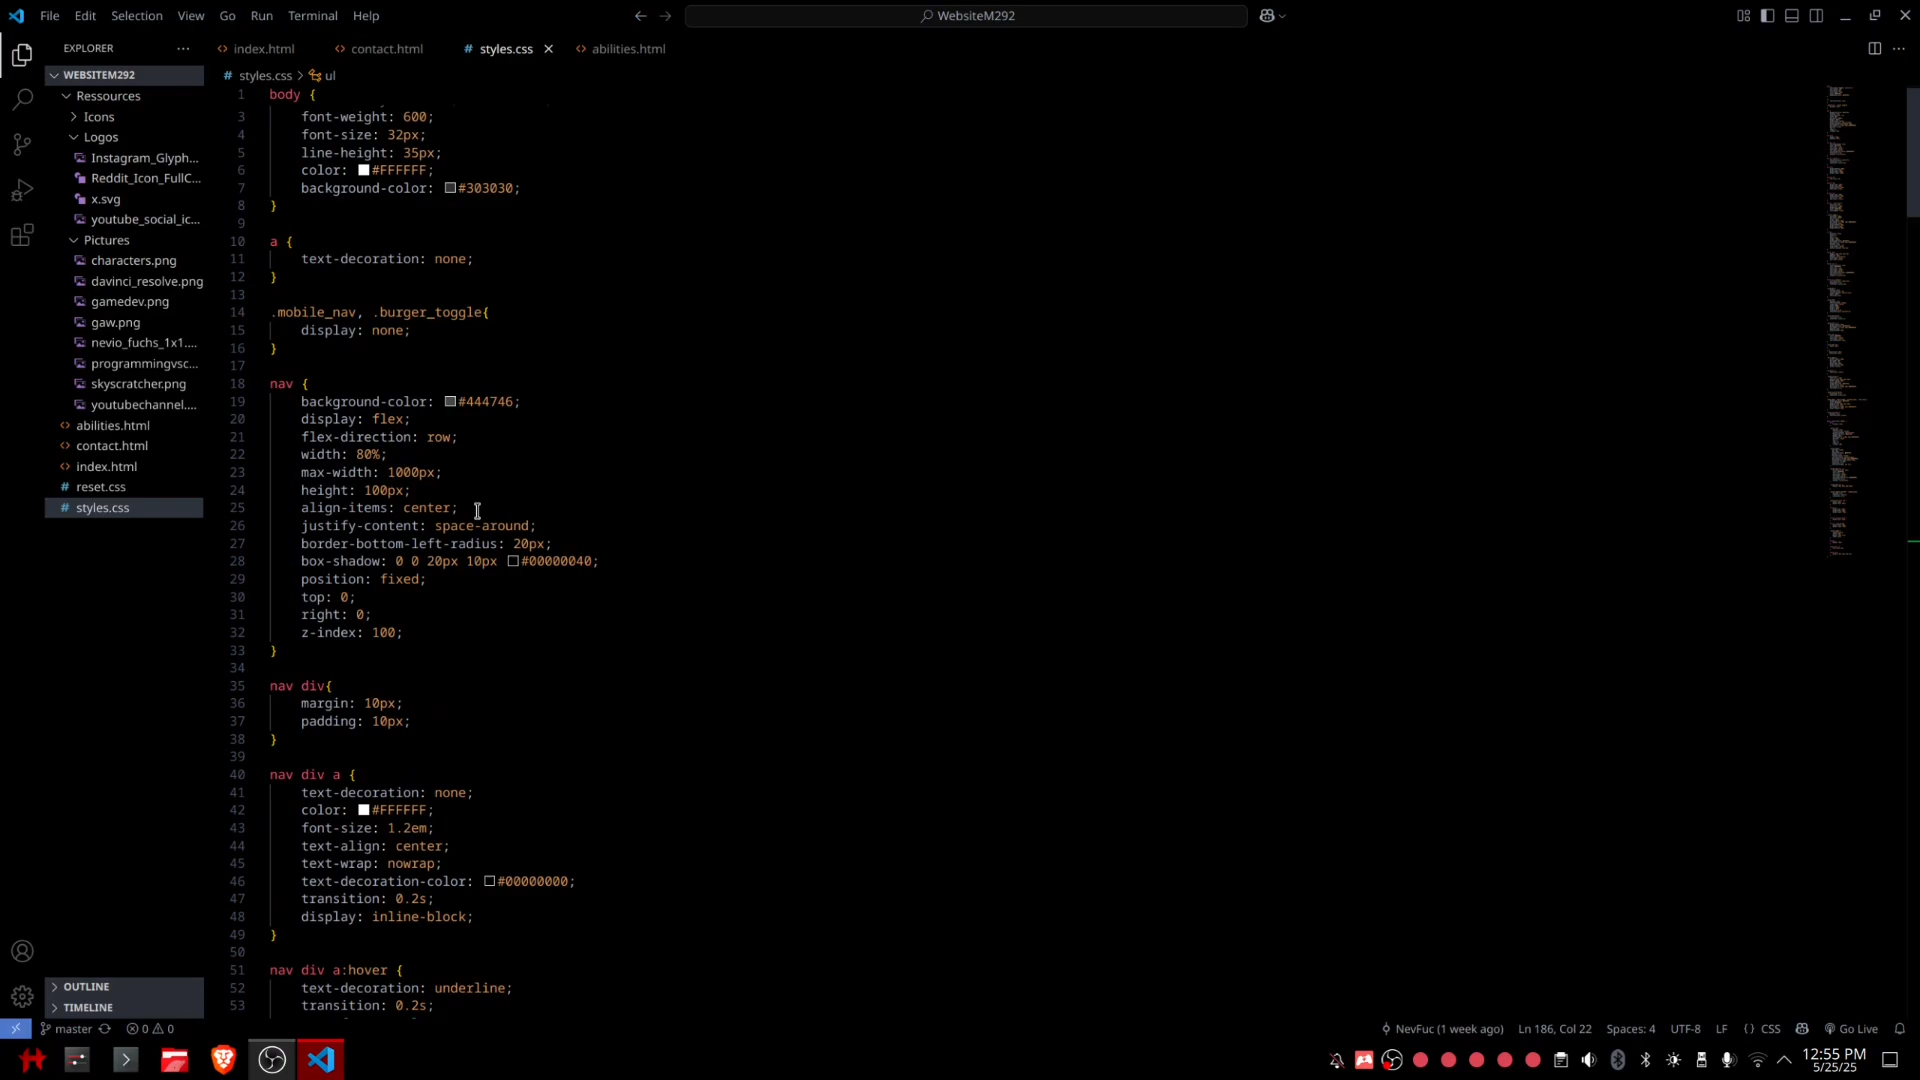 File Edit Selection View Go Run Terminal Help
WebsiteM292
EXPLORER
index.html
contact.html
styles.css
abilities.html
WEBSITEM292
styles.css > ul
Ressources
Icons
Logos
Instagram_Glyph...
Reddit_Icon_FullC...
x.svg
youtube_social_ic...
Pictures
characters.png
davinci_resolve.png
gamedev.png
gaw.png
nevio_fuchs_1x1....
programmingvsc...
skyscratcher.png
youtubechannel....
abilities.html
contact.html
index.html
reset.css
styles.css
OUTLINE
TIMELINE
1 body {
3 font-weight: 600;
4 font-size: 32px;
5 line-height: 35px;
6 color: #FFFFFF;
7 background-color: #303030;
8 }
9
10 a {
11 text-decoration: none;
12 }
13
14 .mobile_nav, .burger_toggle{
15 display: none;
16 }
17
18 nav {
19 background-color: #444746;
20 display: flex;
21 flex-direction: row;
22 width: 80%;
23 max-width: 1000px;
24 height: 100px;
25 align-items: center;
26 justify-content: space-around;
27 border-bottom-left-radius: 20px;
28 box-shadow: 0 0 20px 10px #00000040;
29 position: fixed;
30 top: 0;
31 right: 0;
32 z-index: 100;
33 }
34
35 nav div{
36 margin: 10px;
37 padding: 10px;
38 }
39
40 nav div a {
41 text-decoration: none;
42 color: #FFFFFF;
43 font-size: 1.2em;
44 text-align: center;
45 text-wrap: nowrap;
46 text-decoration-color: #00000000;
47 transition: 0.2s;
48 display: inline-block;
49 }
50
51 nav div a:hover {
52 text-decoration: underline;
53 transition: 0.2s;
master 0 0
NevFuc (1 week ago) Ln 186, Col 22 Spaces: 4 UTF-8 LF {} CSS Go Live
12:55 PM
5/25/25